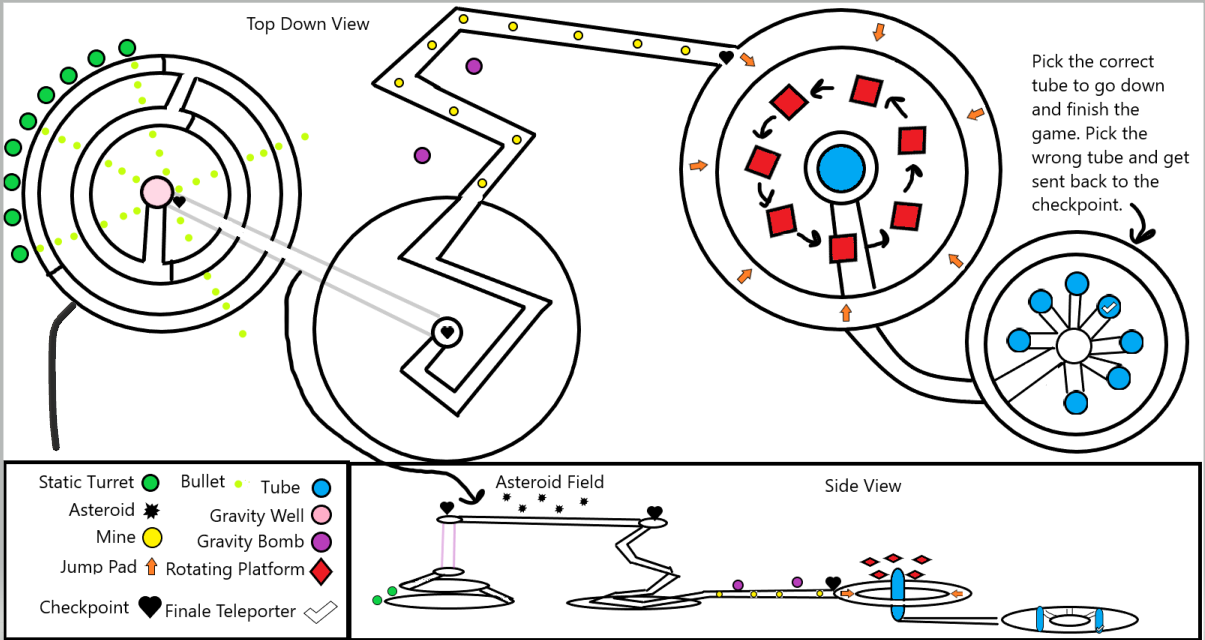 Top Down View
Pick the correct
tube to go down
and finish the
game. Pick the
wrong tube and get
sent back to the
checkpoint.
Static Turret
Bullet
Tube
Asteroid
Gravity Well
Mine
Gravity Bomb
Jump Pad
Rotating Platform
Checkpoint
Finale Teleporter
Asteroid Field
Side View